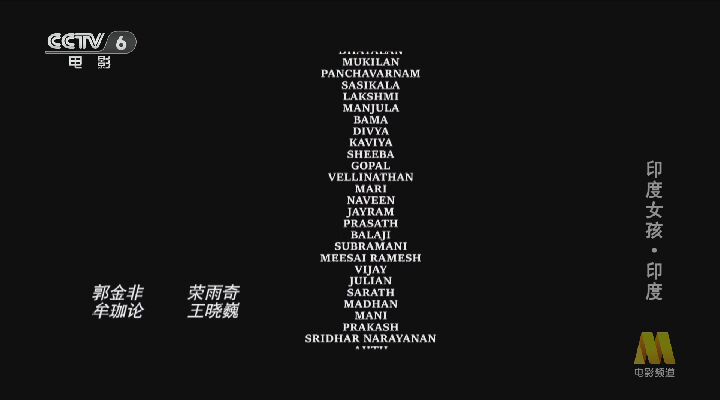 CCTV 6
电影
BHAYALAN
MUKILAN
PANCHAVARNAM
SASIKALA
LAKSHMI
MANJULA
BAMA
DIVYA
KAVIYA
SHEEBA
GOPAL
VELLINATHAN
MARI
NAVEEN
JAYRAM
PRASATH
BALAJI
SUBRAMANI
MEESAI RAMESH
VIJAY
JULIAN
SARATH
MADHAN
MANI
PRAKASH
SRIDHAR NARAYANAN
郭金非 荣雨奇
牟珈论 王晓巍
印度女孩·印度
电影频道